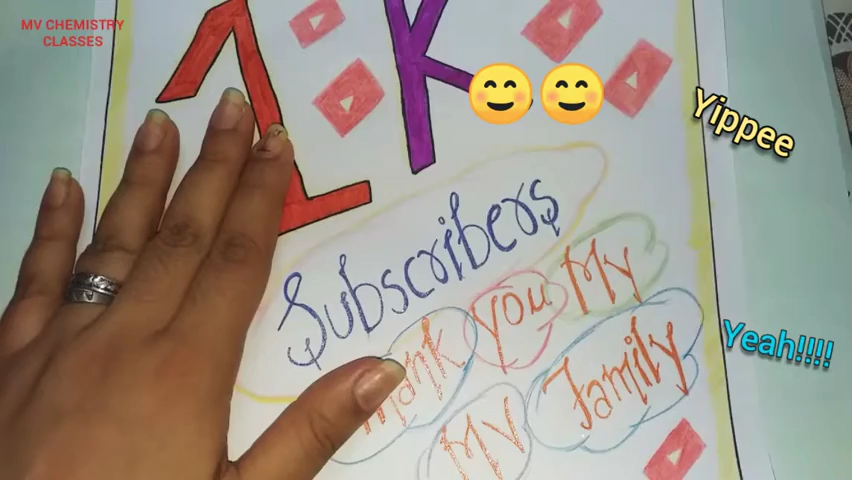 MV CHEMISTRY
CLASSES
1K
Yippee
Subscribers
Thank you My
MV Family
Yeah!!!!